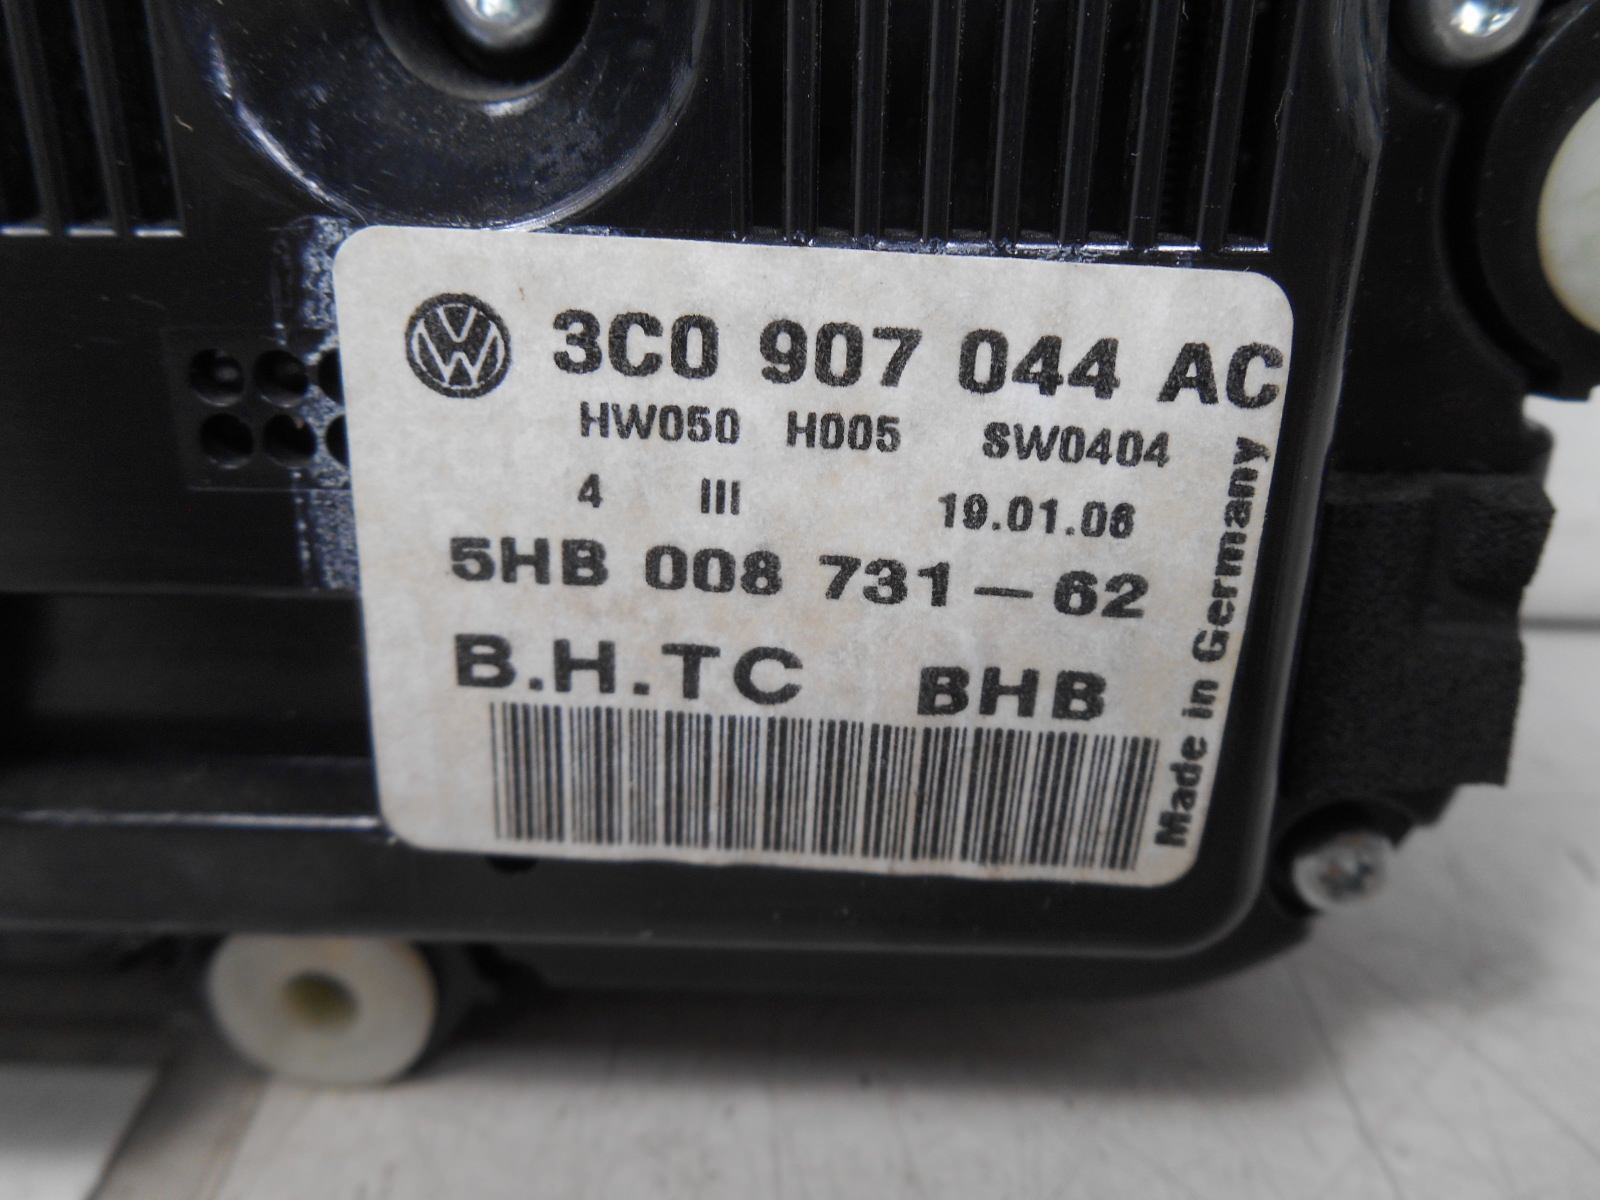 3C0 907 044 AC
HW050 H005 SW0404
4 III 19.01.06
5HB 008 731-62
B.H.TC BHB
Made in Germany